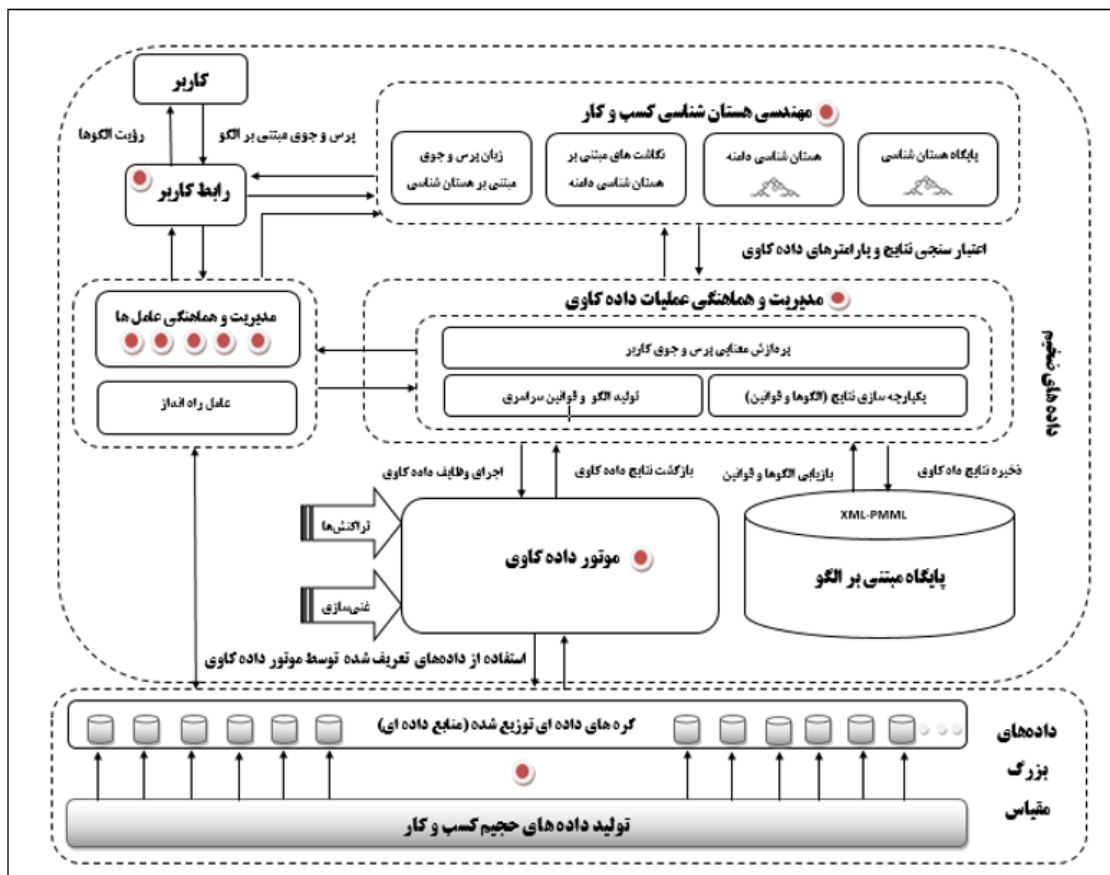 کاربر
رؤیت الگوها
پرس و جوی مبتنی بر الگو
رابط کاربر
مهندسی هستان شناسی کسب و کار
پایگاه هستان شناسی
هستان شناسی دامنه
نگاشت های مبتنی بر
هستان شناسی دامنه
زبان پرس و جوی
مبتنی بر هستان شناسی
اعتبار سنجی نتایج و پارامترهای داده کاوی
مدیریت و هماهنگی عملیات داده کاوی
پردازش معنایی پرس و جوی کاربر
یکپارچه سازی نتایج (الگوها و قوانین)
تولید الگو و قوانین سراسری
مدیریت و هماهنگی عامل ها
عامل راه انداز
داده های ضخیم
ذخیره نتایج داه کاوی
بازیابی الگوها و قوانین
بازگشت نتایج داده کاوی
اجرای وظایف داده کاوی
XML-PMML
پایگاه مبتنی بر الگو
موتور داده کاوی
تراکنش‌ها
غنی‌سازی
استفاده از داده‌های تعریف شده توسط موتور داده کاوی
گره های داده ای توزیع شده (منابع داده ای)
داده‌های
بزرگ
مقیاس
تولید داده های حجیم کسب و کار